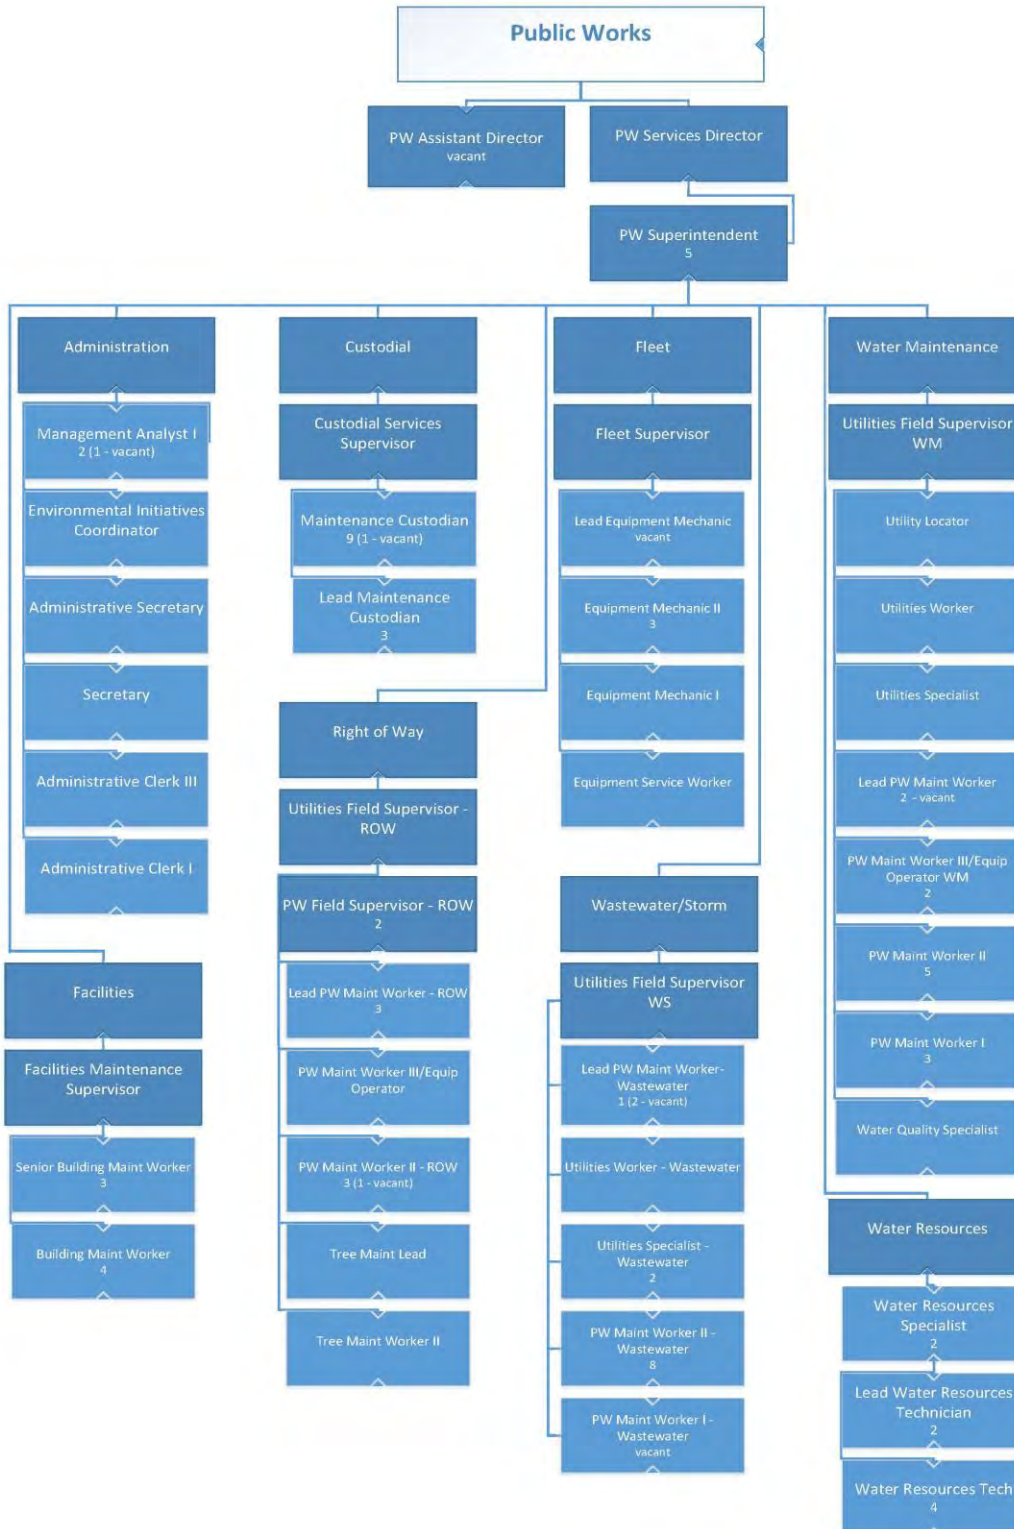 Public Works
PW Assistant Director
vacant
PW Services Director
PW Superintendent
5
Administration
Management Analyst I
2 (1 - vacant)
Environmental Initiatives
Coordinator
Administrative Secretary
Secretary
Administrative Clerk III
Administrative Clerk I
Facilities
Facilities Maintenance
Supervisor
Senior Building Maint Worker
3
Building Maint Worker
4
Custodial
Custodial Services
Supervisor
Maintenance Custodian
9 (1 - vacant)
Lead Maintenance
Custodian
3
Right of Way
Utilities Field Supervisor -
ROW
PW Field Supervisor - ROW
2
Lead PW Maint Worker - ROW
3
PW Maint Worker III/Equip
Operator
PW Maint Worker II - ROW
3 (1 - vacant)
Tree Maint Lead
Tree Maint Worker II
Fleet
Fleet Supervisor
Lead Equipment Mechanic
vacant
Equipment Mechanic II
3
Equipment Mechanic I
Equipment Service Worker
Wastewater/Storm
Utilities Field Supervisor
WS
Lead PW Maint Worker-
Wastewater
1 (2 - vacant)
Utilities Worker - Wastewater
Utilities Specialist -
Wastewater
2
PW Maint Worker II -
Wastewater
8
PW Maint Worker I -
Wastewater
vacant
Water Maintenance
Utilities Field Supervisor
WM
Utility Locator
Utilities Worker
Utilities Specialist
Lead PW Maint Worker
2 - vacant
PW Maint Worker III/Equip
Operator WM
2
PW Maint Worker II
5
PW Maint Worker I
3
Water Quality Specialist
Water Resources
Water Resources
Specialist
2
Lead Water Resources
Technician
2
Water Resources Tech
4